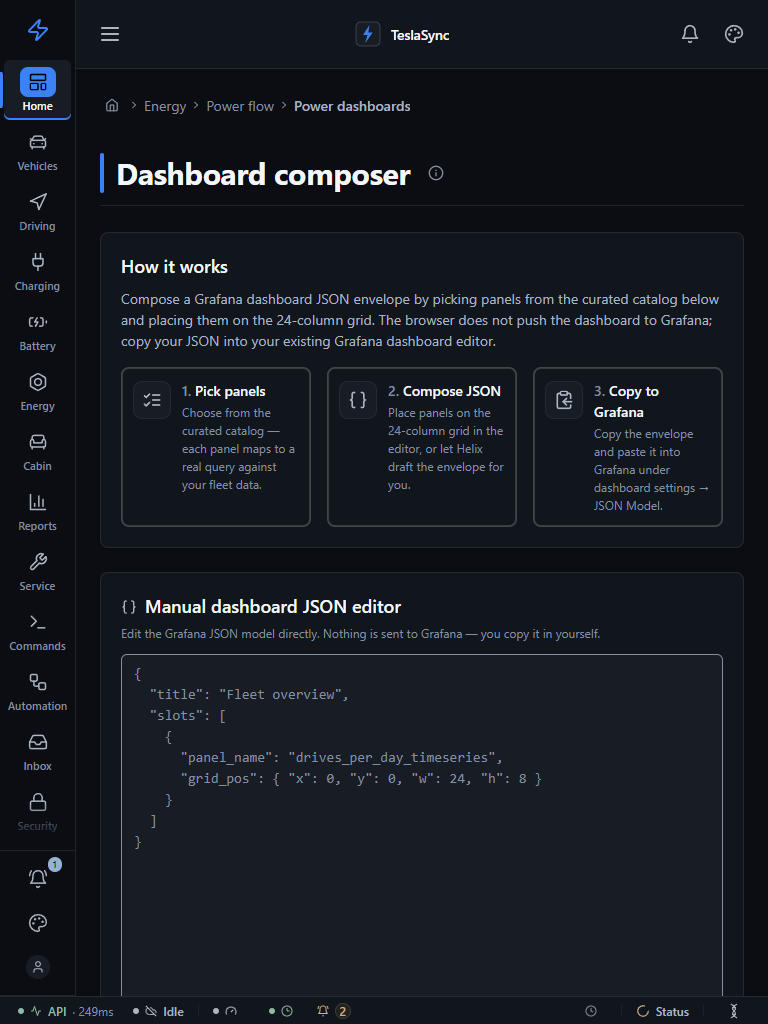 TeslaSync
Home
Vehicles
Driving
Charging
Battery
Energy
Cabin
Reports
Service
Commands
Automation
Inbox
Security
1
Energy
Power flow
Power dashboards
Dashboard composer
How it works
Compose a Grafana dashboard JSON envelope by picking panels from the curated catalog below
and placing them on the 24-column grid. The browser does not push the dashboard to Grafana;
copy your JSON into your existing Grafana dashboard editor.
1. Pick panels
Choose from the
curated catalog —
each panel maps to a
real query against
your fleet data.
2. Compose JSON
Place panels on the
24-column grid in the
editor, or let Helix
draft the envelope for
you.
3. Copy to
Grafana
Copy the envelope
and paste it into
Grafana under
dashboard settings →
JSON Model.
{} Manual dashboard JSON editor
Edit the Grafana JSON model directly. Nothing is sent to Grafana — you copy it in yourself.
{
  "title": "Fleet overview",
  "slots": [
    {
      "panel_name": "drives_per_day_timeseries",
      "grid_pos": { "x": 0, "y": 0, "w": 24, "h": 8 }
    }
  ]
}
API · 249ms
Idle
2
Status